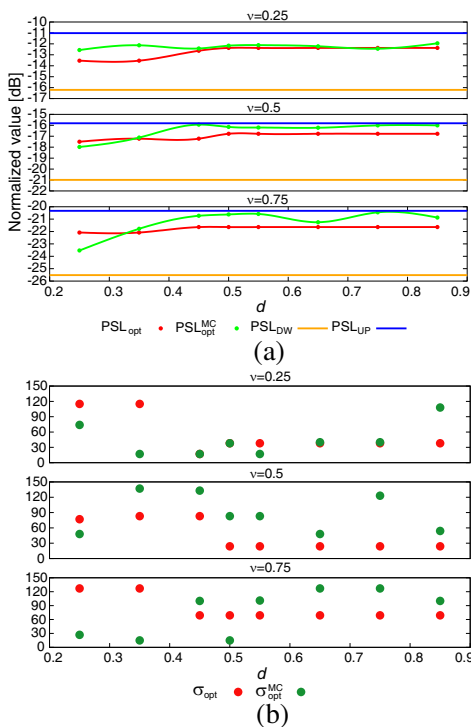 ν=0.25
-10
-11
-12
-13
-14
-15
-16
-17
ν=0.5
-15
-16
-17
-18
-19
-20
-21
-22
ν=0.75
-20
-21
-22
-23
-24
-25
-26
Normalized value [dB]
0.2 0.3 0.4 0.5 0.6 0.7 0.8 0.9
d
PSLopt PSLoptMC PSLDW PSLUP
(a)
ν=0.25
150
120
90
60
30
0
ν=0.5
150
120
90
60
30
0
ν=0.75
150
120
90
60
30
0
0.2 0.3 0.4 0.5 0.6 0.7 0.8 0.9
d
σopt σoptMC
(b)